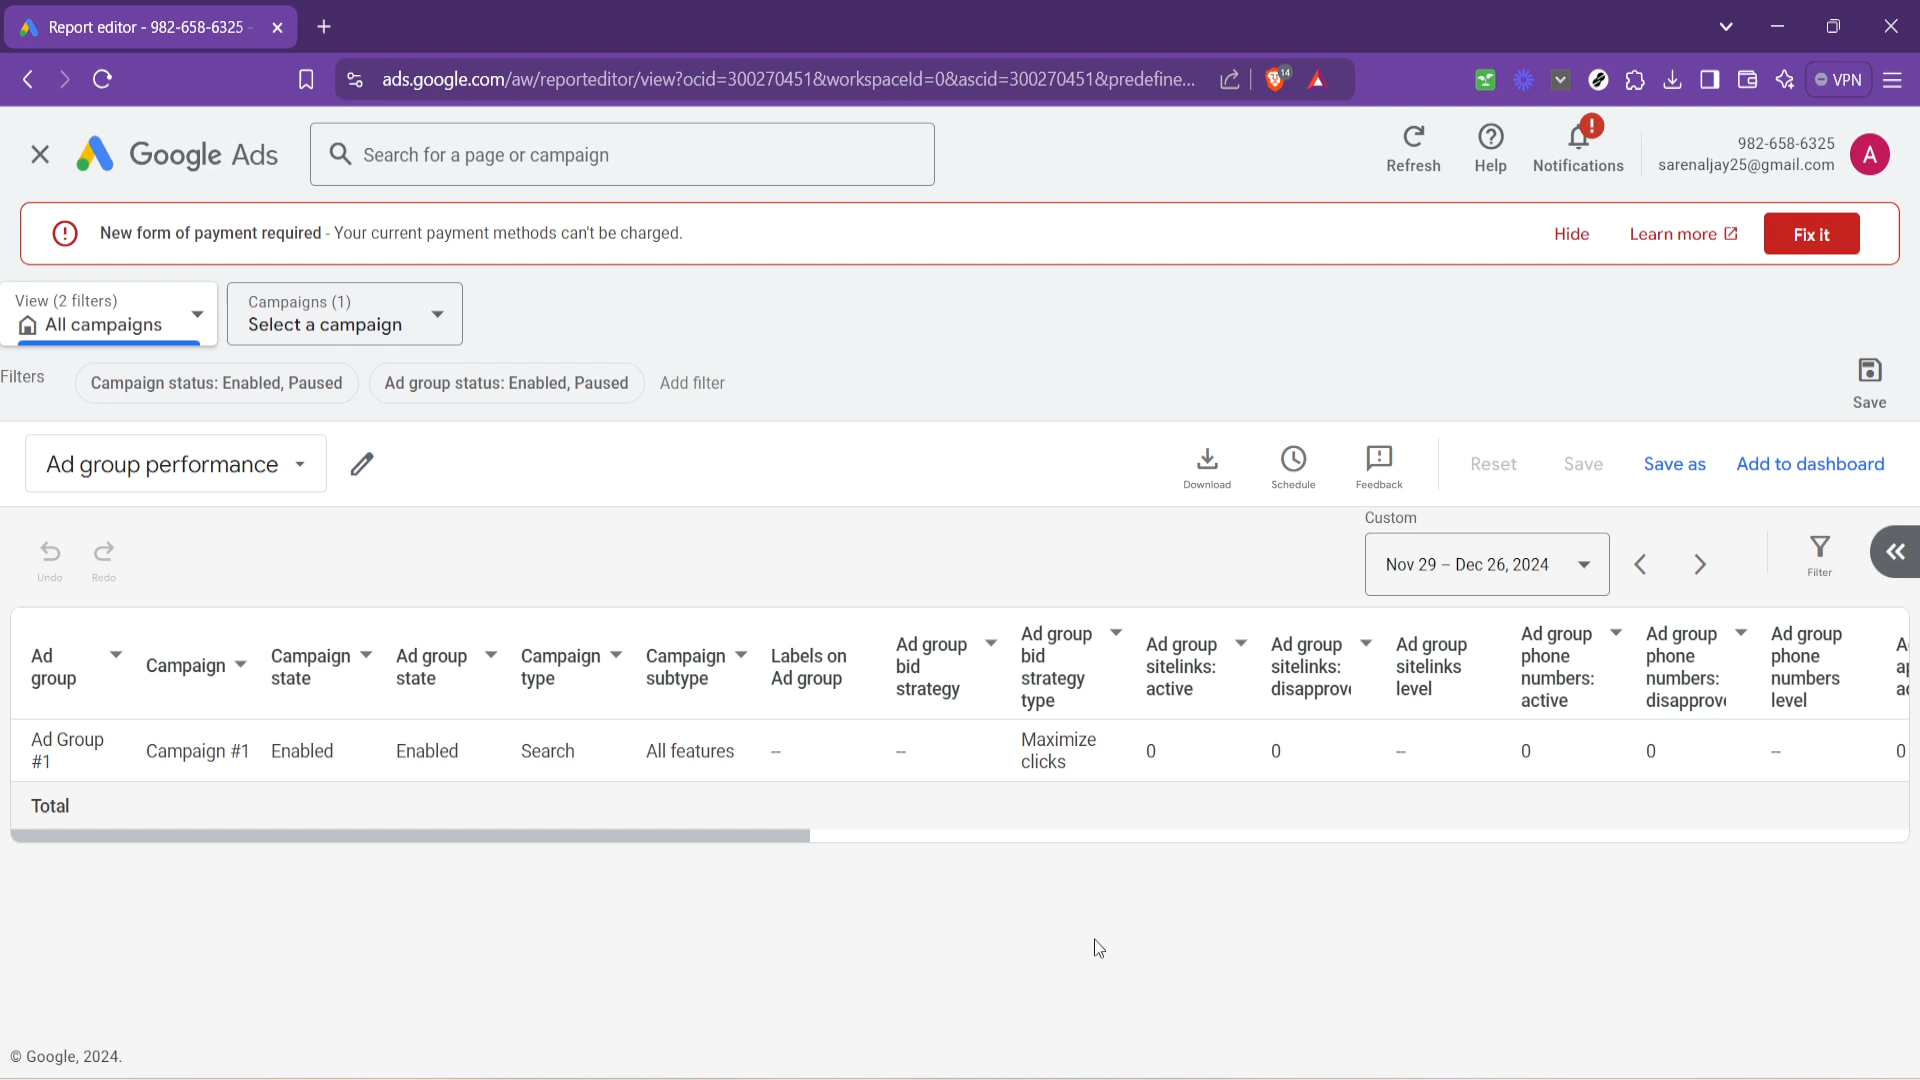 Report editor - 982-658-6325 -
ads.google.com/aw/reporteditor/view?ocid=300270451&workspaceId=0&ascid=300270451&predefine...
14
VPN
Google Ads
Search for a page or campaign
Refresh
Help
Notifications
982-658-6325
sarenaljay25@gmail.com
A
New form of payment required - Your current payment methods can't be charged.
Hide
Learn more
Fix it
View (2 filters)
All campaigns
Campaigns (1)
Select a campaign
Filters
Campaign status: Enabled, Paused
Ad group status: Enabled, Paused
Add filter
Save
Ad group performance
Download
Schedule
Feedback
Reset
Save
Save as
Add to dashboard
Undo
Redo
Custom
Nov 29 – Dec 26, 2024
Filter
Ad
group
Campaign
Campaign
state
Ad group
state
Campaign
type
Campaign
subtype
Labels on
Ad group
Ad group
bid
strategy
Ad group
bid
strategy
type
Ad group
sitelinks:
active
Ad group
sitelinks:
disapprov
Ad group
sitelinks
level
Ad group
phone
numbers:
active
Ad group
phone
numbers:
disapprov
Ad group
phone
numbers
level
Ad Group
#1
Campaign #1
Enabled
Enabled
Search
All features
--
--
Maximize
clicks
0
0
--
0
0
--
0
Total
© Google, 2024.